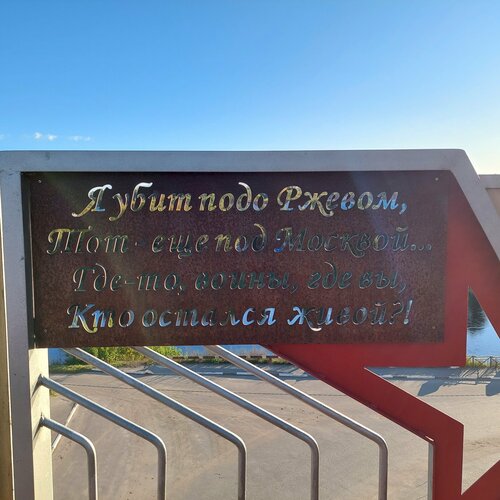 Я убит подо Ржевом,
Тот - еще под Москвой...
Где-то, воины, где вы,
Кто остался живой?!